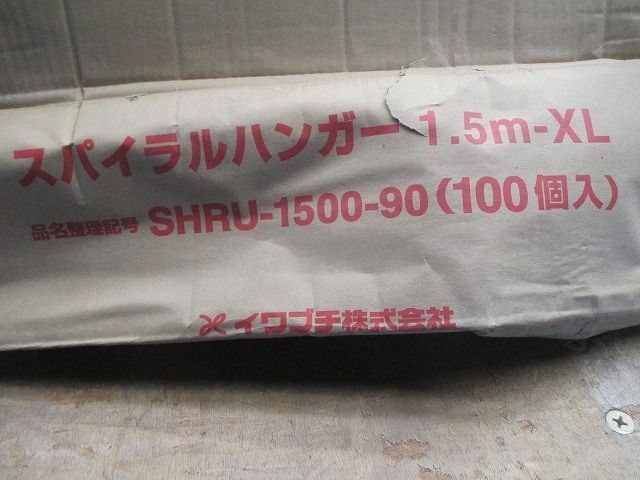 スパイラルハンガー 1.5m-XL
品名整理記号 SHRU-1500-90(100個入)
イワブチ株式会社